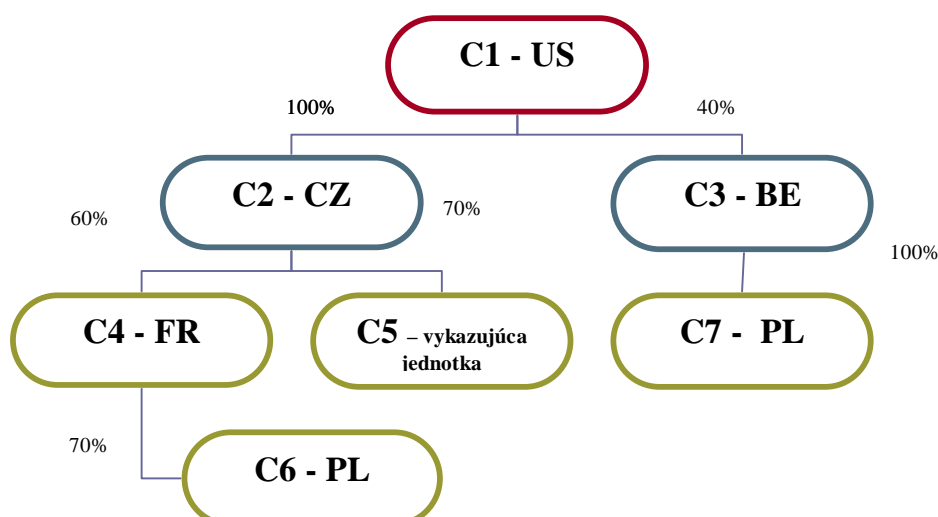 C1 - US
100%
40%
C2 - CZ
C3 - BE
60%
70%
100%
C4 - FR
C5 – vykazujúca
jednotka
C7 - PL
70%
C6 - PL